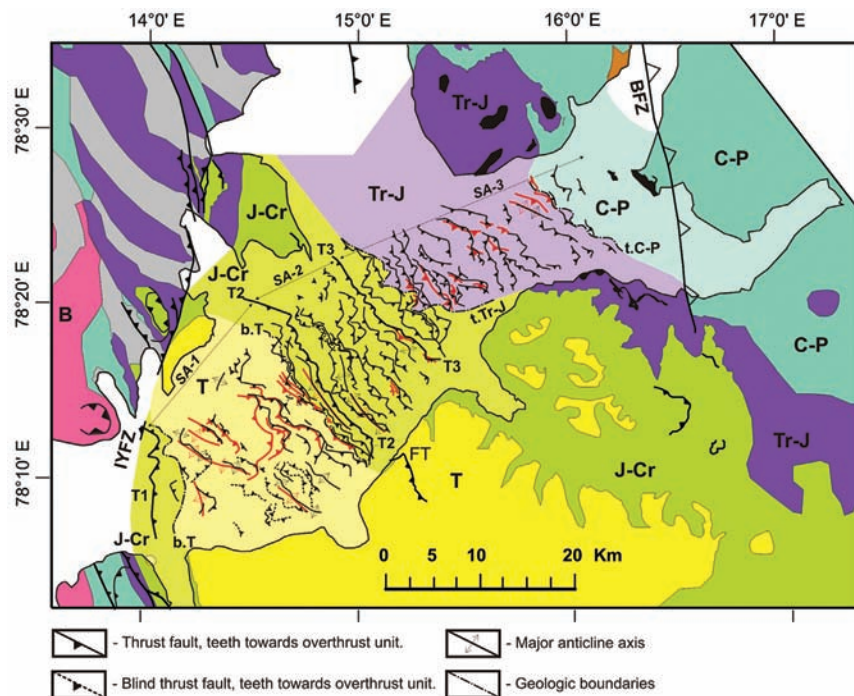 14°0' E 15°0' E 16°0' E 17°0' E
78°30' E
78°20' E
78°10' E
BFZ
Tr-J
C-P
J-Cr
Tr-J
SA-3
C-P
T3
t.C-P
J-Cr
SA-2
T2
B
b.T
t.Tr-J
SA-1
T3
C-P
T
IYFZ
T2
FT
Tr-J
T
J-Cr
T1
J-Cr
b.T
0 5 10 20 Km
- Thrust fault, teeth towards overthrust unit.
- Major anticline axis
- Blind thrust fault, teeth towards overthrust unit.
- Geologic boundaries